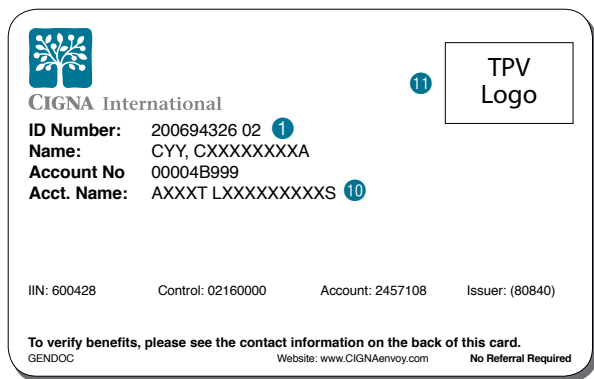 TPV
Logo
11
CIGNA International
ID Number: 200694326 02 1
Name: CYY, CXXXXXXXXA
Account No 00004B999
Acct. Name: AXXXT LXXXXXXXXXS 10
IIN: 600428 Control: 02160000 Account: 2457108 Issuer: (80840)
To verify benefits, please see the contact information on the back of this card.
GENDOC Website: www.CIGNAenvoy.com No Referral Required